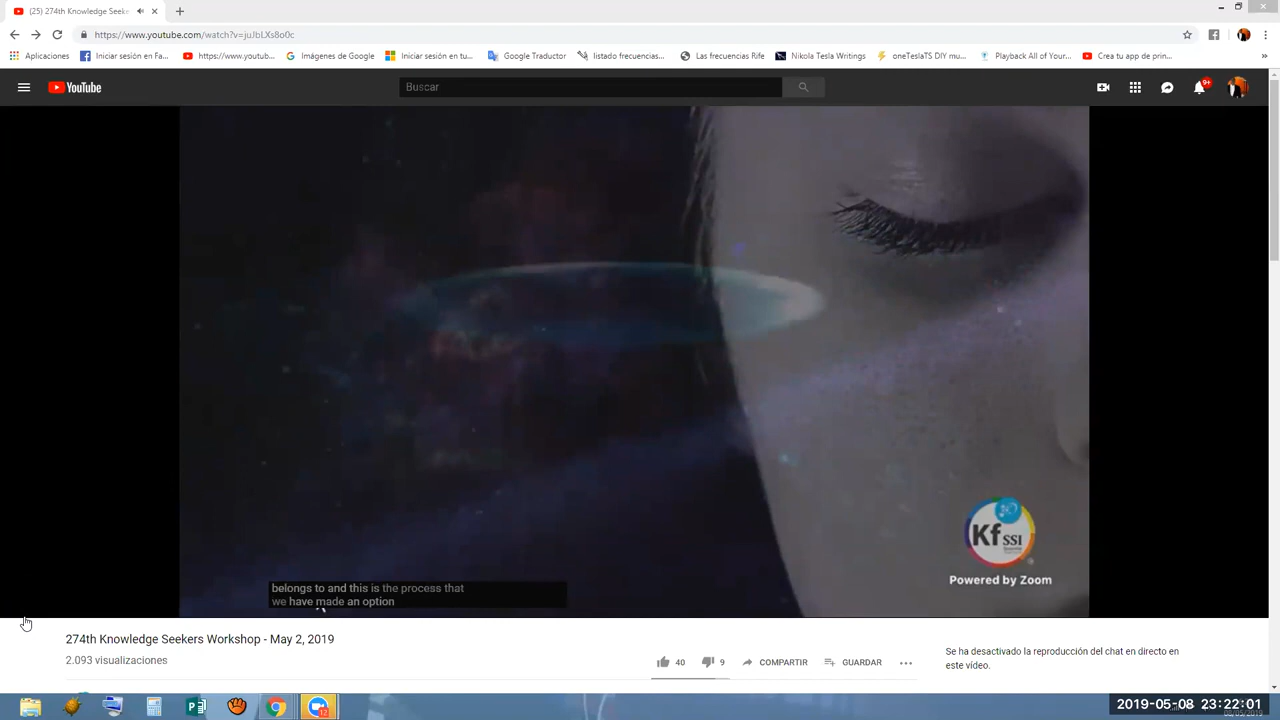 (25) 274th Knowledge Seeke
https://www.youtube.com/watch?v=juJbLXs8o0c
Aplicaciones
Iniciar sesión en Fa...
https://www.youtub...
Imágenes de Google
Iniciar sesión en tu...
Google Traductor
listado frecuencias...
Las frecuencias Rife
Nikola Tesla Writings
oneTeslaTS DIY mu...
Playback All of Your...
Crea tu app de prin...
YouTube
Buscar
9+
Kf SSI
Powered by Zoom
belongs to and this is the process that
we have made an option
274th Knowledge Seekers Workshop - May 2, 2019
2.093 visualizaciones
40
9
COMPARTIR
GUARDAR
Se ha desactivado la reproducción del chat en directo en
este vídeo.
2019-05-08 23:22:01